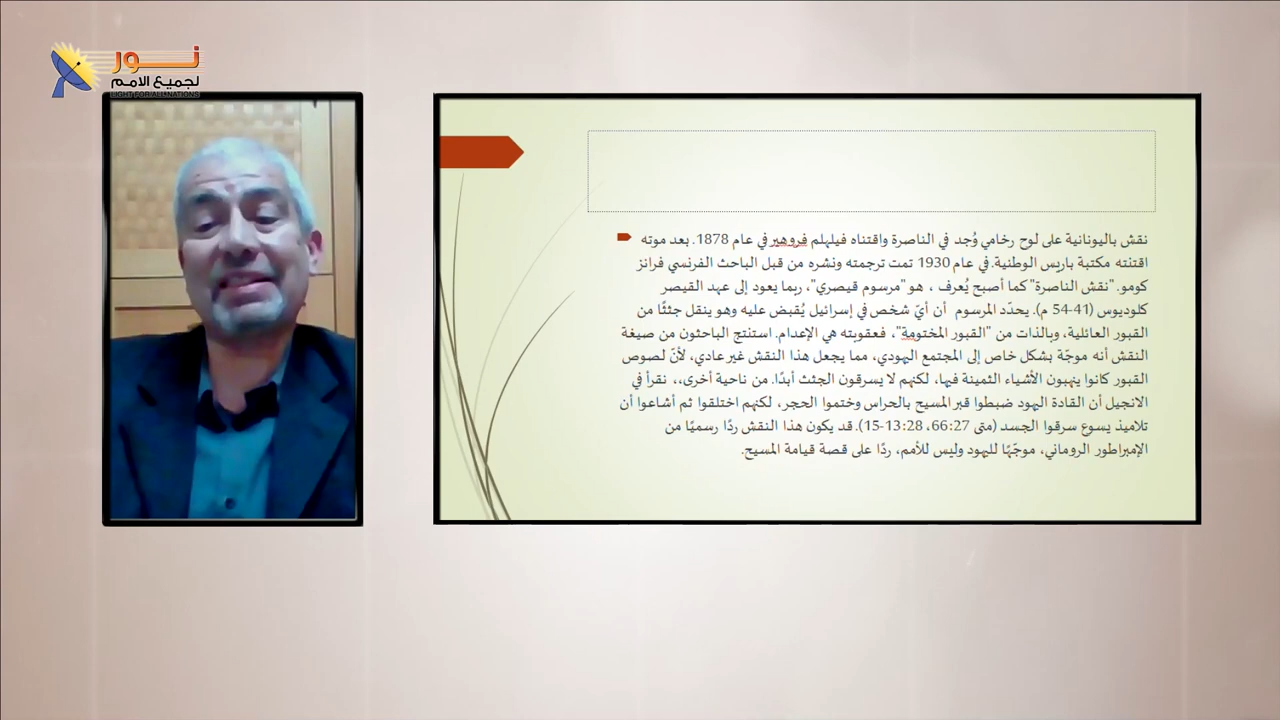 نور
لجميع الامم
LIGHT FOR ALL NATIONS
نقش باليونانية على لوح رخامي وُجد في الناصرة واقتناه فيلهلم فروهير في عام 1878. بعد موته
اقتنته مكتبة باريس الوطنية. في عام 1930 تمت ترجمته ونشره من قبل الباحث الفرنسي فرانز
كومو. "نقش الناصرة" كما أصبح يُعرف ، هو "مرسوم قيصري"، ربما يعود إلى عهد القيصر
كلوديوس (41-54 م). يحدّد المرسوم أن أيّ شخص في إسرائيل يُقبض عليه وهو ينقل جثثًا من
القبور العائلية، وبالذات من "القبور المختومة"، فعقوبته هي الإعدام. استنتج الباحثون من صيغة
النقش أنه موجّة بشكل خاص إلى المجتمع اليهودي، مما يجعل هذا النقش غير عادي، لأنّ لصوص
القبور كانوا ينهبون الأشياء الثمينة فيها، لكنهم لا يسرقون الجثث أبدًا. من ناحية أخرى،، نقرأ في
الانجيل أن القادة اليهود ضبطوا قبر المسيح بالحراس وختموا الحجر، لكنهم اختلقوا ثم أشاعوا أن
تلاميذ يسوع سرقوا الجسد (متى 66:27، 13:28-15). قد يكون هذا النقش ردًا رسميًا من
الإمبراطور الروماني، موجّهًا لليهود وليس للأمم، ردًا على قصة قيامة المسيح.